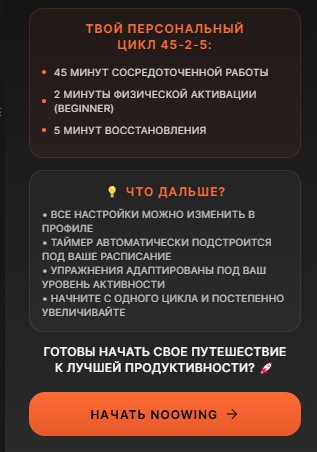 ТВОЙ ПЕРСОНАЛЬНЫЙ
ЦИКЛ 45-2-5:
• 45 МИНУТ СОСРЕДОТОЧЕННОЙ РАБОТЫ
• 2 МИНУТЫ ФИЗИЧЕСКОЙ АКТИВАЦИИ
(BEGINNER)
• 5 МИНУТ ВОССТАНОВЛЕНИЯ
💡 ЧТО ДАЛЬШЕ?
• ВСЕ НАСТРОЙКИ МОЖНО ИЗМЕНИТЬ В
ПРОФИЛЕ
• ТАЙМЕР АВТОМАТИЧЕСКИ ПОДСТРОИТСЯ
ПОД ВАШЕ РАСПИСАНИЕ
• УПРАЖНЕНИЯ АДАПТИРОВАНЫ ПОД ВАШ
УРОВЕНЬ АКТИВНОСТИ
• НАЧНИТЕ С ОДНОГО ЦИКЛА И ПОСТЕПЕННО
УВЕЛИЧИВАЙТЕ
ГОТОВЫ НАЧАТЬ СВОЕ ПУТЕШЕСТВИЕ
К ЛУЧШЕЙ ПРОДУКТИВНОСТИ? 🚀
НАЧАТЬ NOOWING →